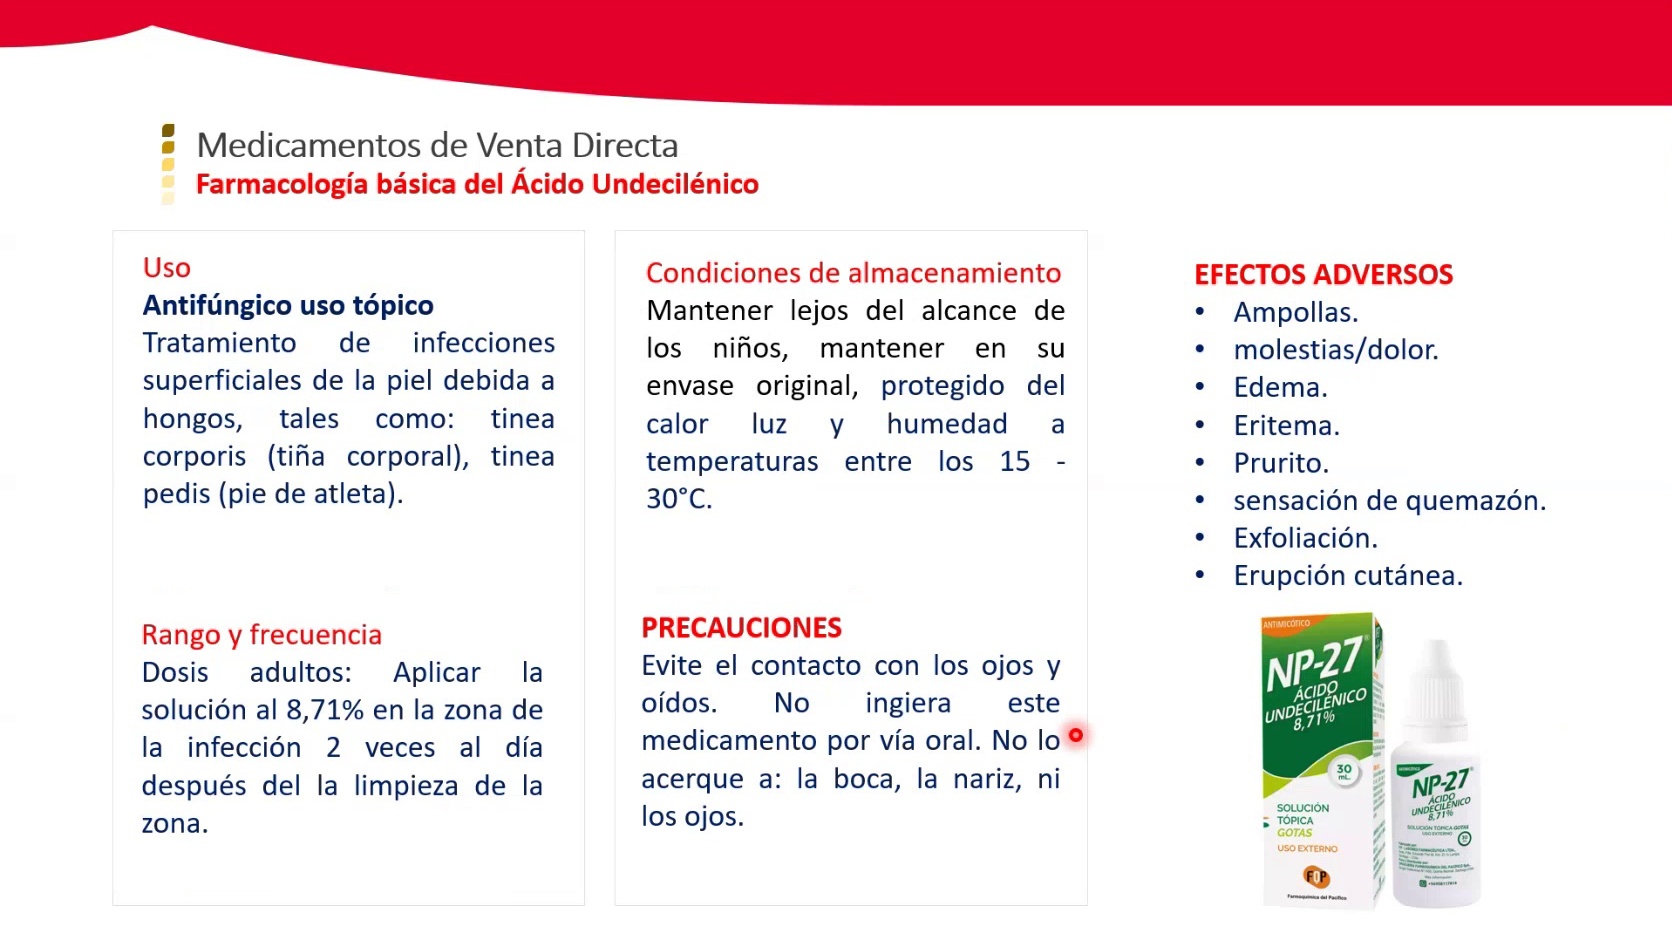 Medicamentos de Venta Directa
Farmacología básica del Ácido Undecilénico
Uso
Antifúngico uso tópico
Tratamiento de infecciones
superficiales de la piel debida a
hongos, tales como: tinea
corporis (tiña corporal), tinea
pedis (pie de atleta).
Rango y frecuencia
Dosis adultos: Aplicar la
solución al 8,71% en la zona de
la infección 2 veces al día
después del la limpieza de la
zona.
Condiciones de almacenamiento
Mantener lejos del alcance de
los niños, mantener en su
envase original, protegido del
calor luz y humedad a
temperaturas entre los 15 -
30°C.
PRECAUCIONES
Evite el contacto con los ojos y
oídos. No ingiera este
medicamento por vía oral. No lo
acerque a: la boca, la nariz, ni
los ojos.
EFECTOS ADVERSOS
• Ampollas.
• molestias/dolor.
• Edema.
• Eritema.
• Prurito.
• sensación de quemazón.
• Exfoliación.
• Erupción cutánea.
ANTIMICÓTICO
NP-27®
ÁCIDO
UNDECILÉNICO
8,71%
30
mL
SOLUCIÓN
TÓPICA
GOTAS
USO EXTERNO
FQP
Farmoquímica del Pacífico
NP-27®
ÁCIDO
UNDECILÉNICO
8,71%
SOLUCIÓN TÓPICA-GOTAS
USO EXTERNO